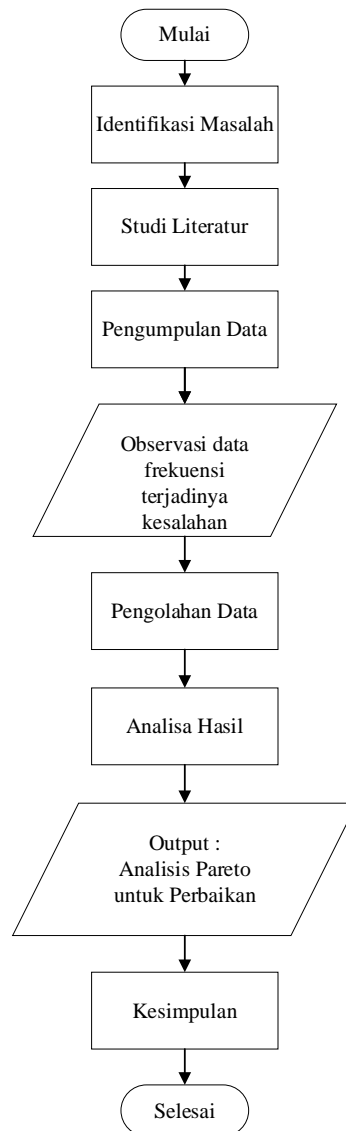 Mulai
Identifikasi Masalah
Studi Literatur
Pengumpulan Data
Observasi data
frekuensi
terjadinya
kesalahan
Pengolahan Data
Analisa Hasil
Output :
Analisis Pareto
untuk Perbaikan
Kesimpulan
Selesai